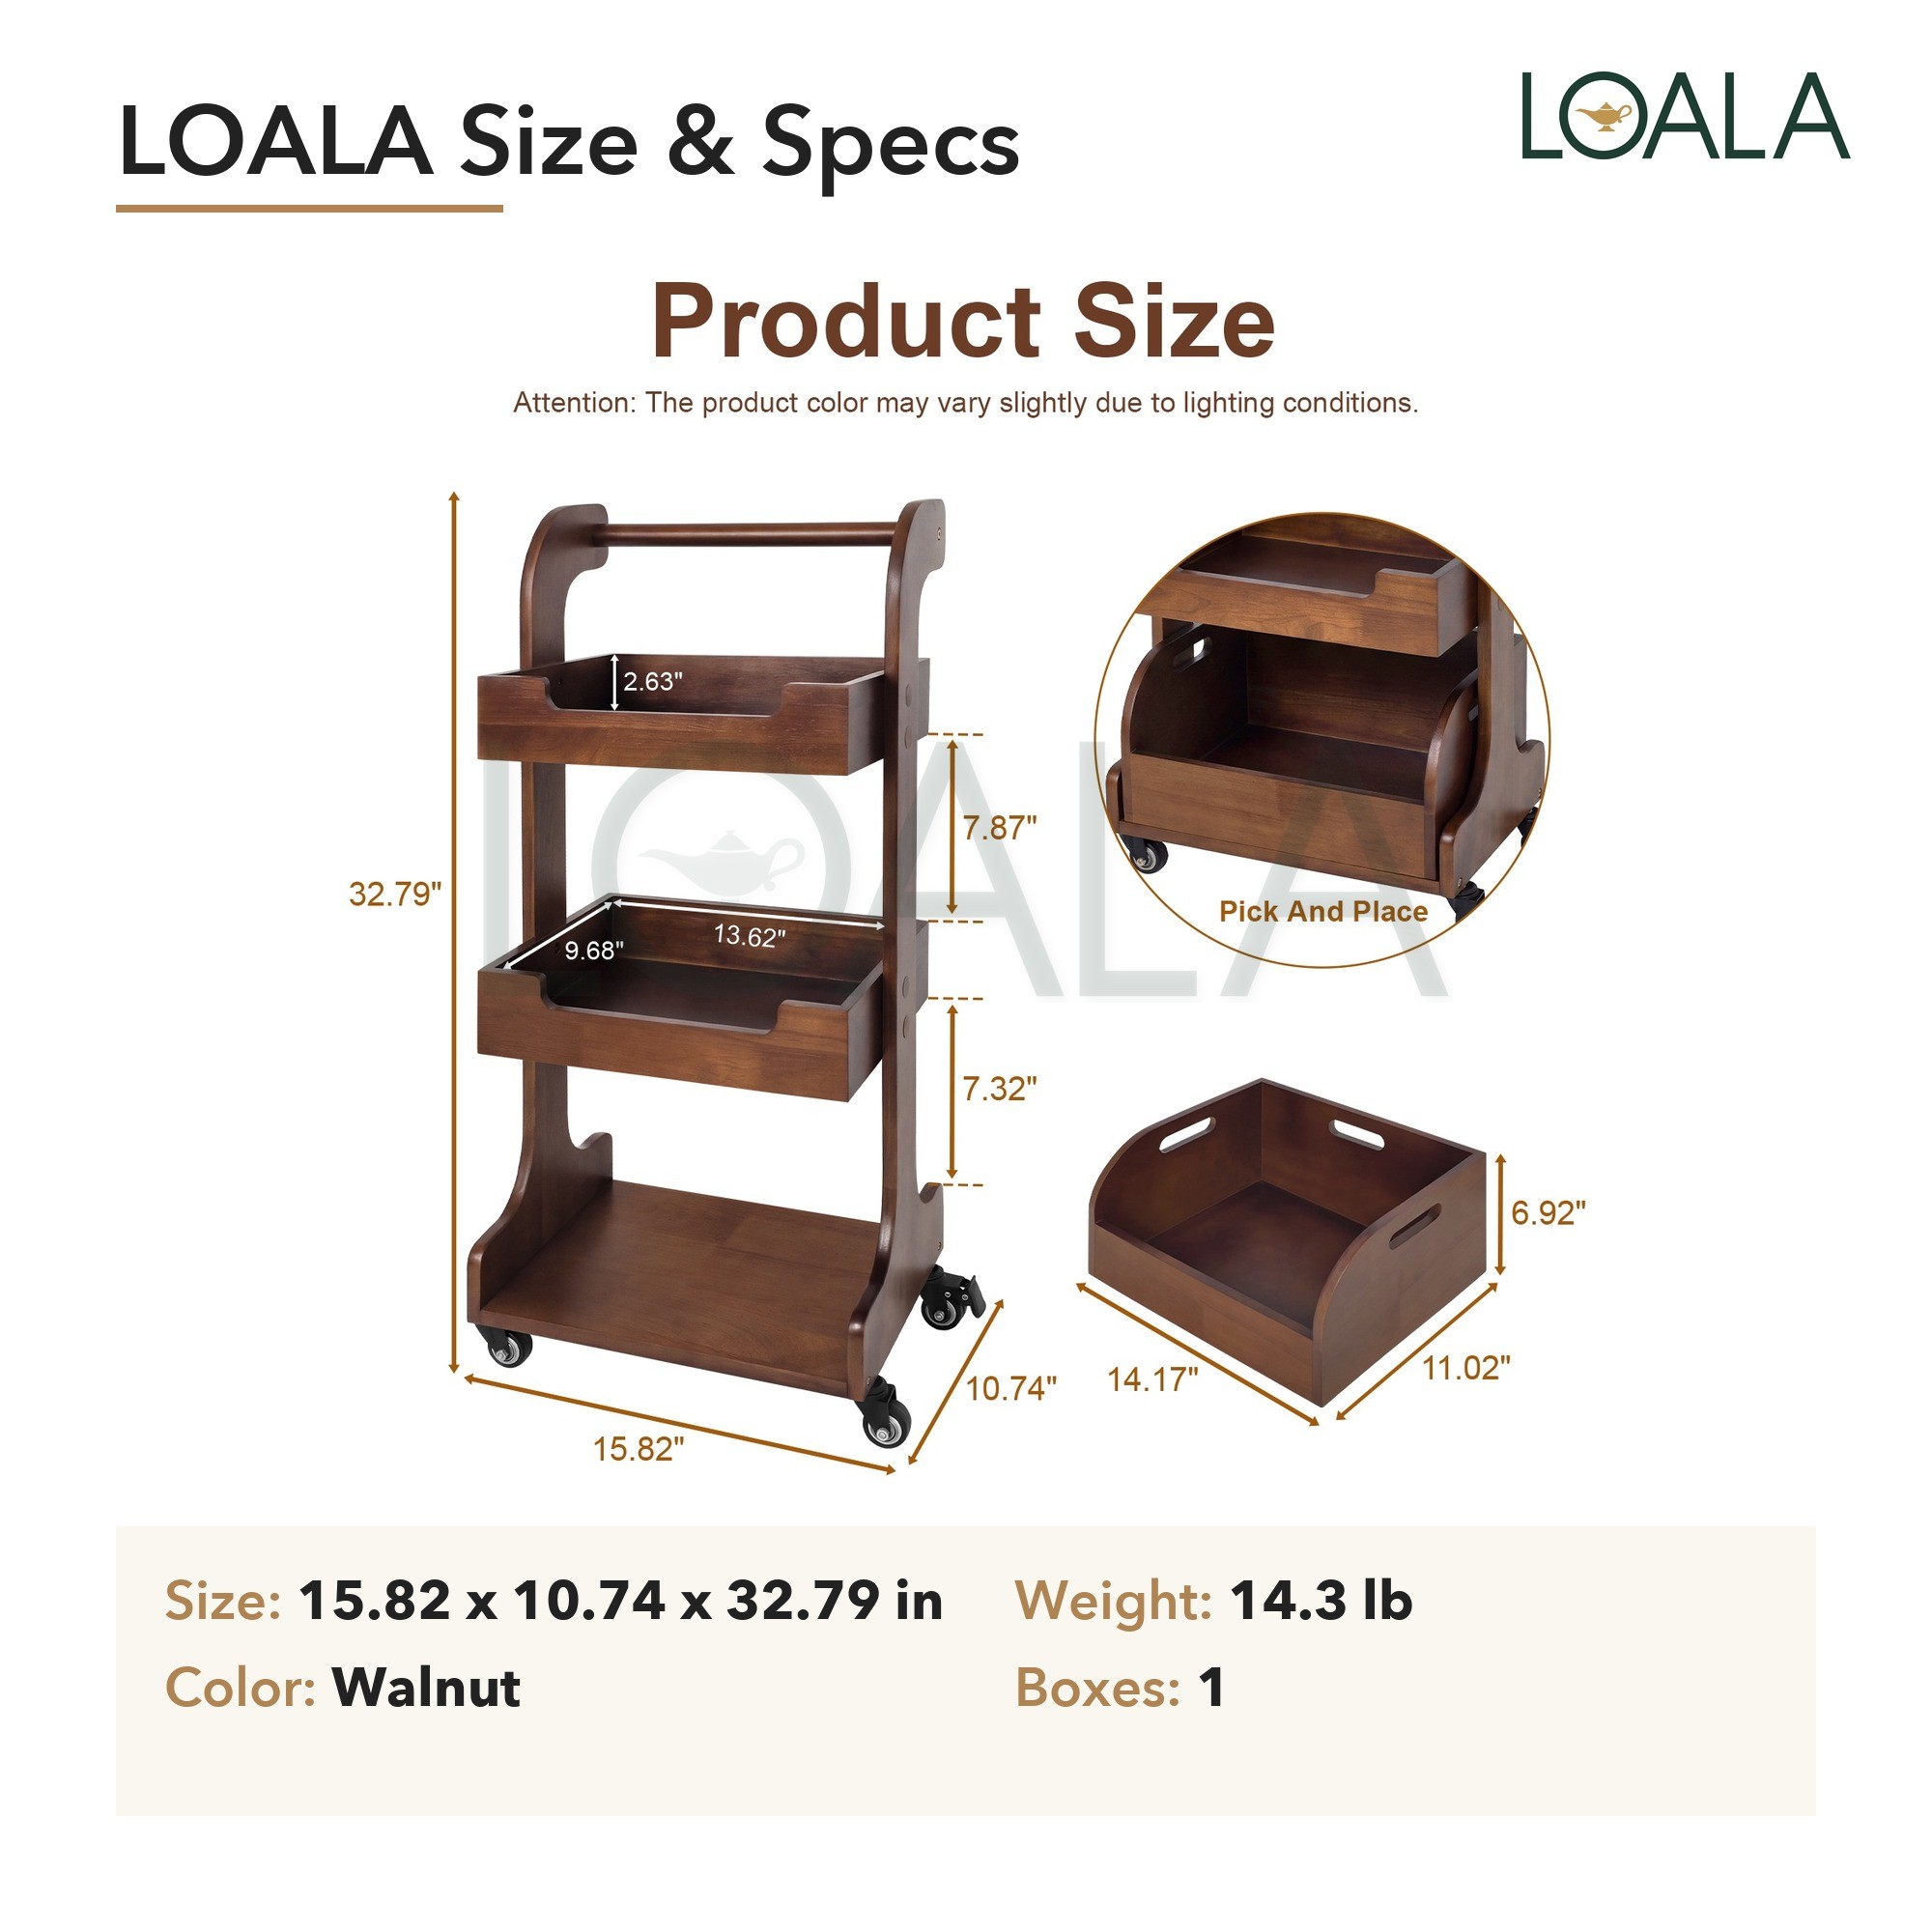 LOALA Size & Specs
LOALA
Product Size
Attention: The product color may vary slightly due to lighting conditions.
2.63"
7.87"
32.79"
9.68"
13.62"
7.32"
Pick And Place
6.92"
10.74"
15.82"
14.17"
11.02"
LOALA
Size: 15.82 x 10.74 x 32.79 in
Weight: 14.3 lb
Color: Walnut
Boxes: 1